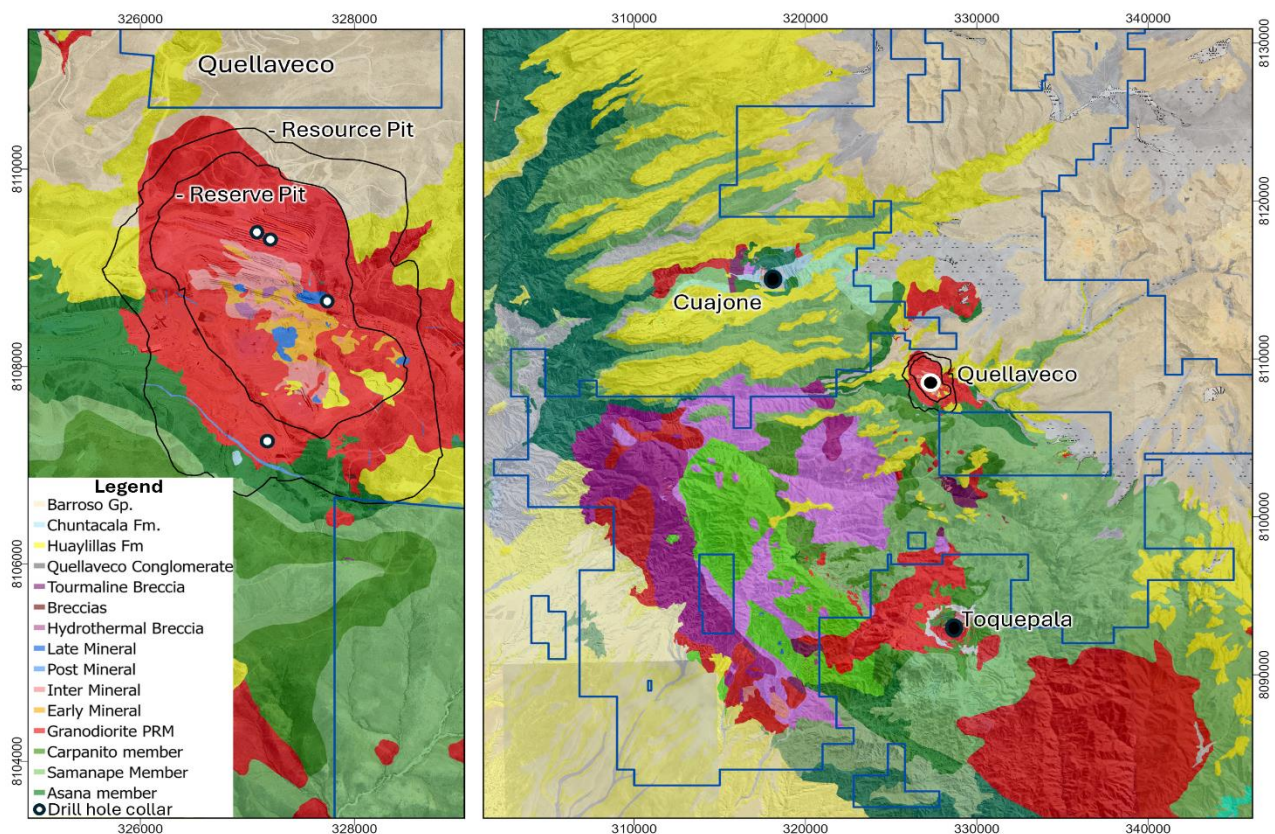 326000
328000
310000
320000
330000
340000
8130000
Quellaveco
- Resource Pit
8110000
- Reserve Pit
8120000
Cuajone
8108000
Quellaveco
8110000
Legend
Barroso Gp.
Chuntacala Fm.
Huaylillas Fm
Quellaveco Conglomerate
Tourmaline Breccia
Breccias
Hydrothermal Breccia
Late Mineral
Post Mineral
Inter Mineral
Early Mineral
Granodiorite PRM
Carpanito member
Samanape Member
Asana member
Drill hole collar
8106000
8104000
8100000
Toquepala
8090000
326000
328000
310000
320000
330000
340000